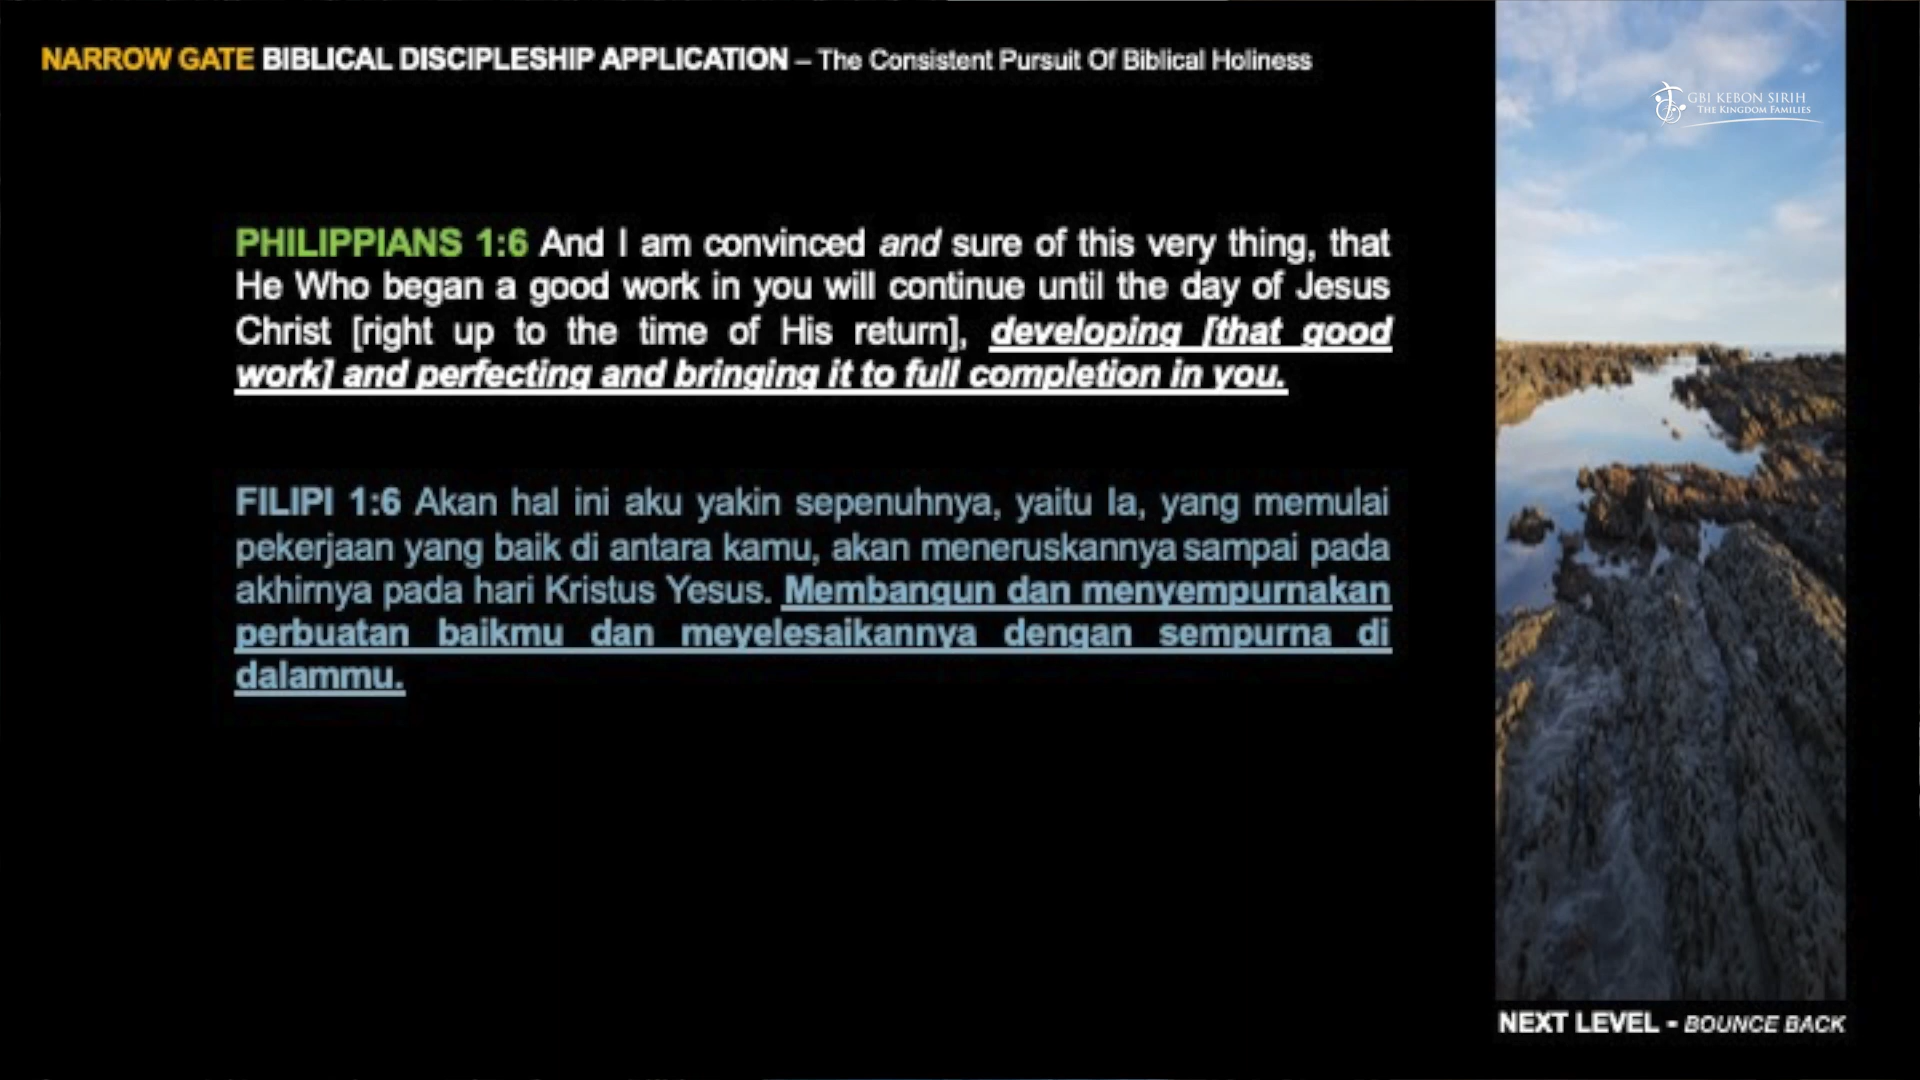 NARROW GATE BIBLICAL DISCIPLESHIP APPLICATION – The Consistent Pursuit Of Biblical Holiness
GBI KEBON SIRIH
THE KINGDOM FAMILIES
PHILIPPIANS 1:6 And I am convinced and sure of this very thing, that
He Who began a good work in you will continue until the day of Jesus
Christ [right up to the time of His return], developing [that good
work] and perfecting and bringing it to full completion in you.
FILIPI 1:6 Akan hal ini aku yakin sepenuhnya, yaitu Ia, yang memulai
pekerjaan yang baik di antara kamu, akan meneruskannya sampai pada
akhirnya pada hari Kristus Yesus. Membangun dan menyempurnakan
perbuatan baikmu dan meyelesaikannya dengan sempurna di
dalammu.
NEXT LEVEL - BOUNCE BACK